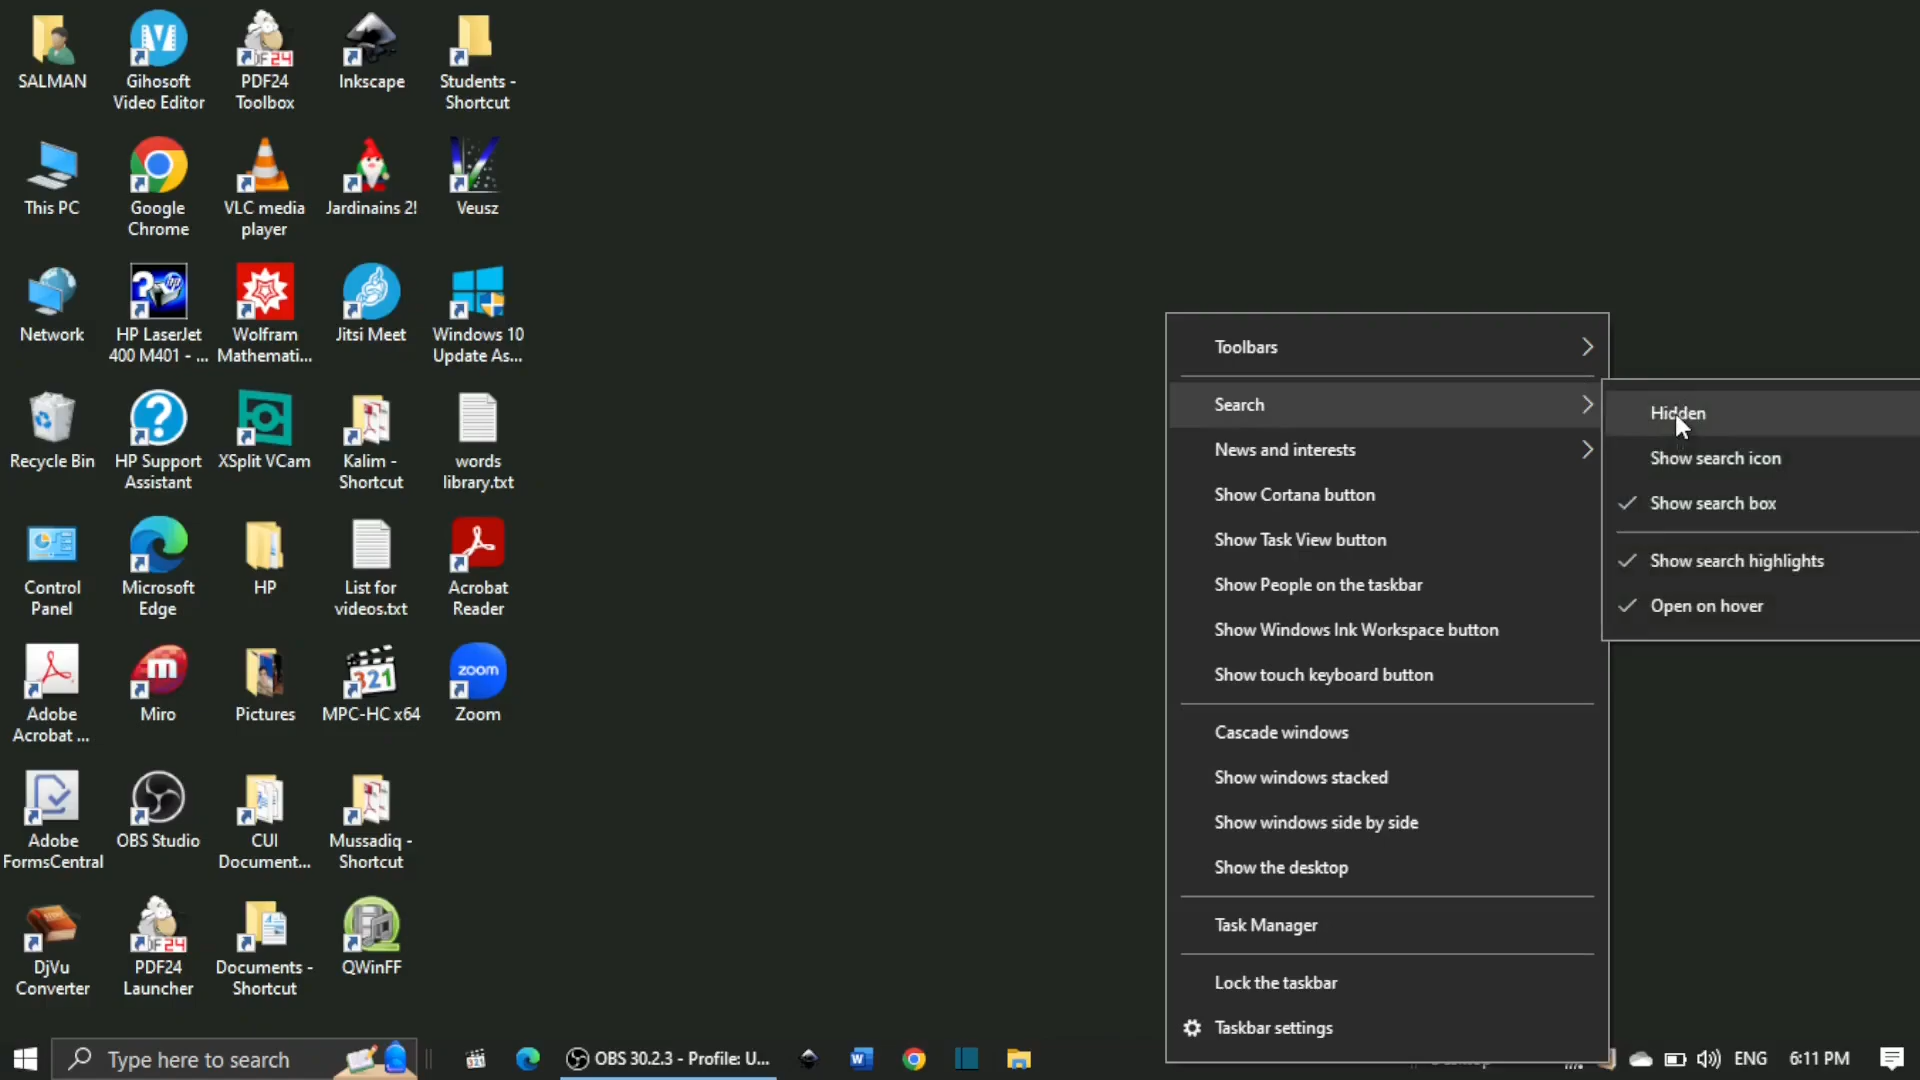 SALMAN
Gihosoft
Video Editor
PDF24
Toolbox
Inkscape
Students -
Shortcut
This PC
Google
Chrome
VLC media
player
Jardinains 2!
Veusz
Network
HP LaserJet
400 M401 - ...
Wolfram
Mathemati...
Jitsi Meet
Windows 10
Update As...
Recycle Bin
HP Support
Assistant
XSplit VCam
Kalim -
Shortcut
words
library.txt
Control
Panel
Microsoft
Edge
HP
List for
videos.txt
Acrobat
Reader
Adobe
Acrobat ...
Miro
Pictures
321
MPC-HC x64
zoom
Zoom
Adobe
FormsCentral
OBS Studio
CUI
Document...
Mussadiq -
Shortcut
DjVu
Converter
PDF24
Launcher
Documents -
Shortcut
QWinFF
Toolbars
Search
News and interests
Show Cortana button
Show Task View button
Show People on the taskbar
Show Windows Ink Workspace button
Show touch keyboard button
Cascade windows
Show windows stacked
Show windows side by side
Show the desktop
Task Manager
Lock the taskbar
Taskbar settings
Hidden
Show search icon
Show search box
Show search highlights
Open on hover
Type here to search
OBS 30.2.3 - Profile: U...
ENG
6:11 PM